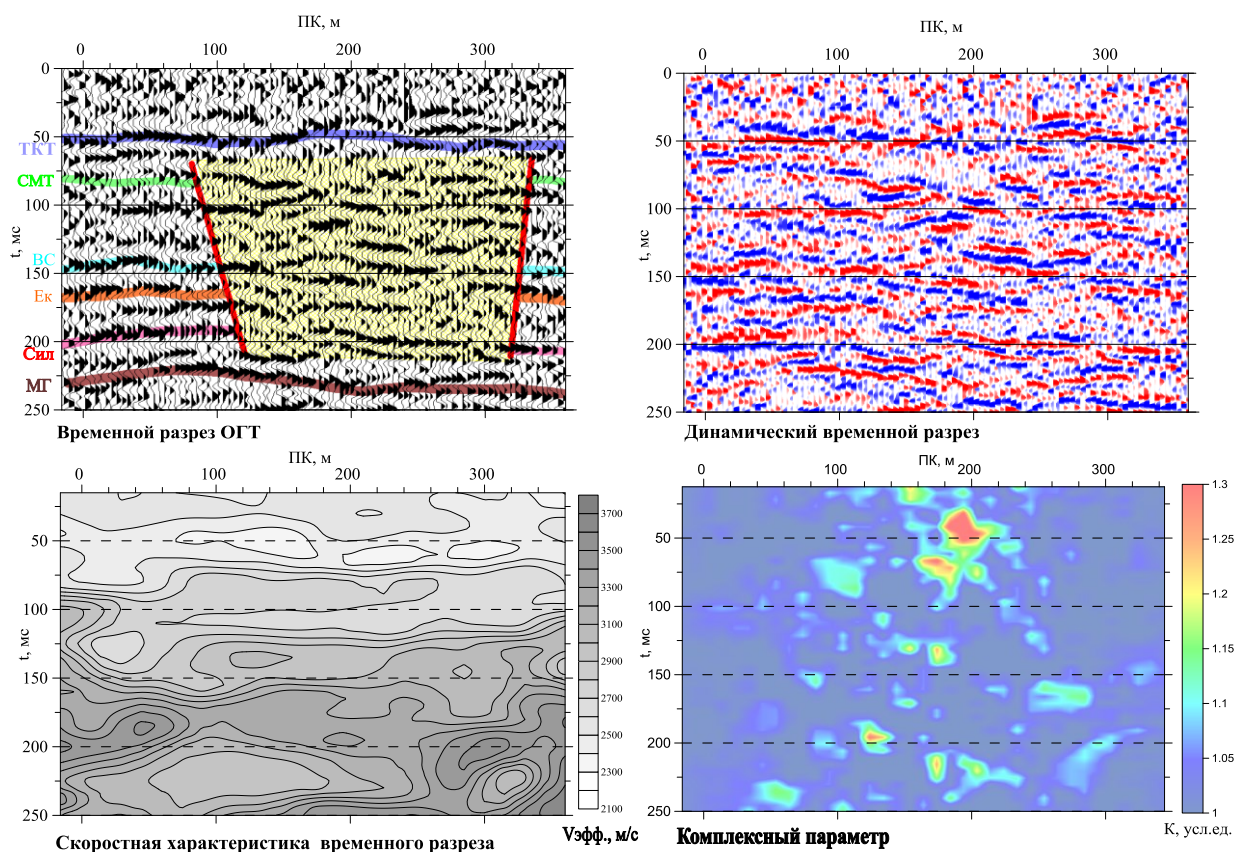 ПК, м
0 100 200 300
0
50
100
150
200
250
t, мс
ТКТ
СМТ
ВС
Ек
Сил
МГ
Временной разрез ОГТ
ПК, м
0 100 200 300
0
50
100
150
200
250
t, мс
Динамический временной разрез
ПК, м
0 100 200 300
50
100
150
200
250
t, мс
3700
3500
3300
3100
2900
2700
2500
2300
2100
Vэфф., м/с
Скоростная характеристика временного разреза
ПК, м
0 100 200 300
50
100
150
200
250
t, мс
1.3
1.25
1.2
1.15
1.1
1.05
1
К, усл.ед.
Комплексный параметр